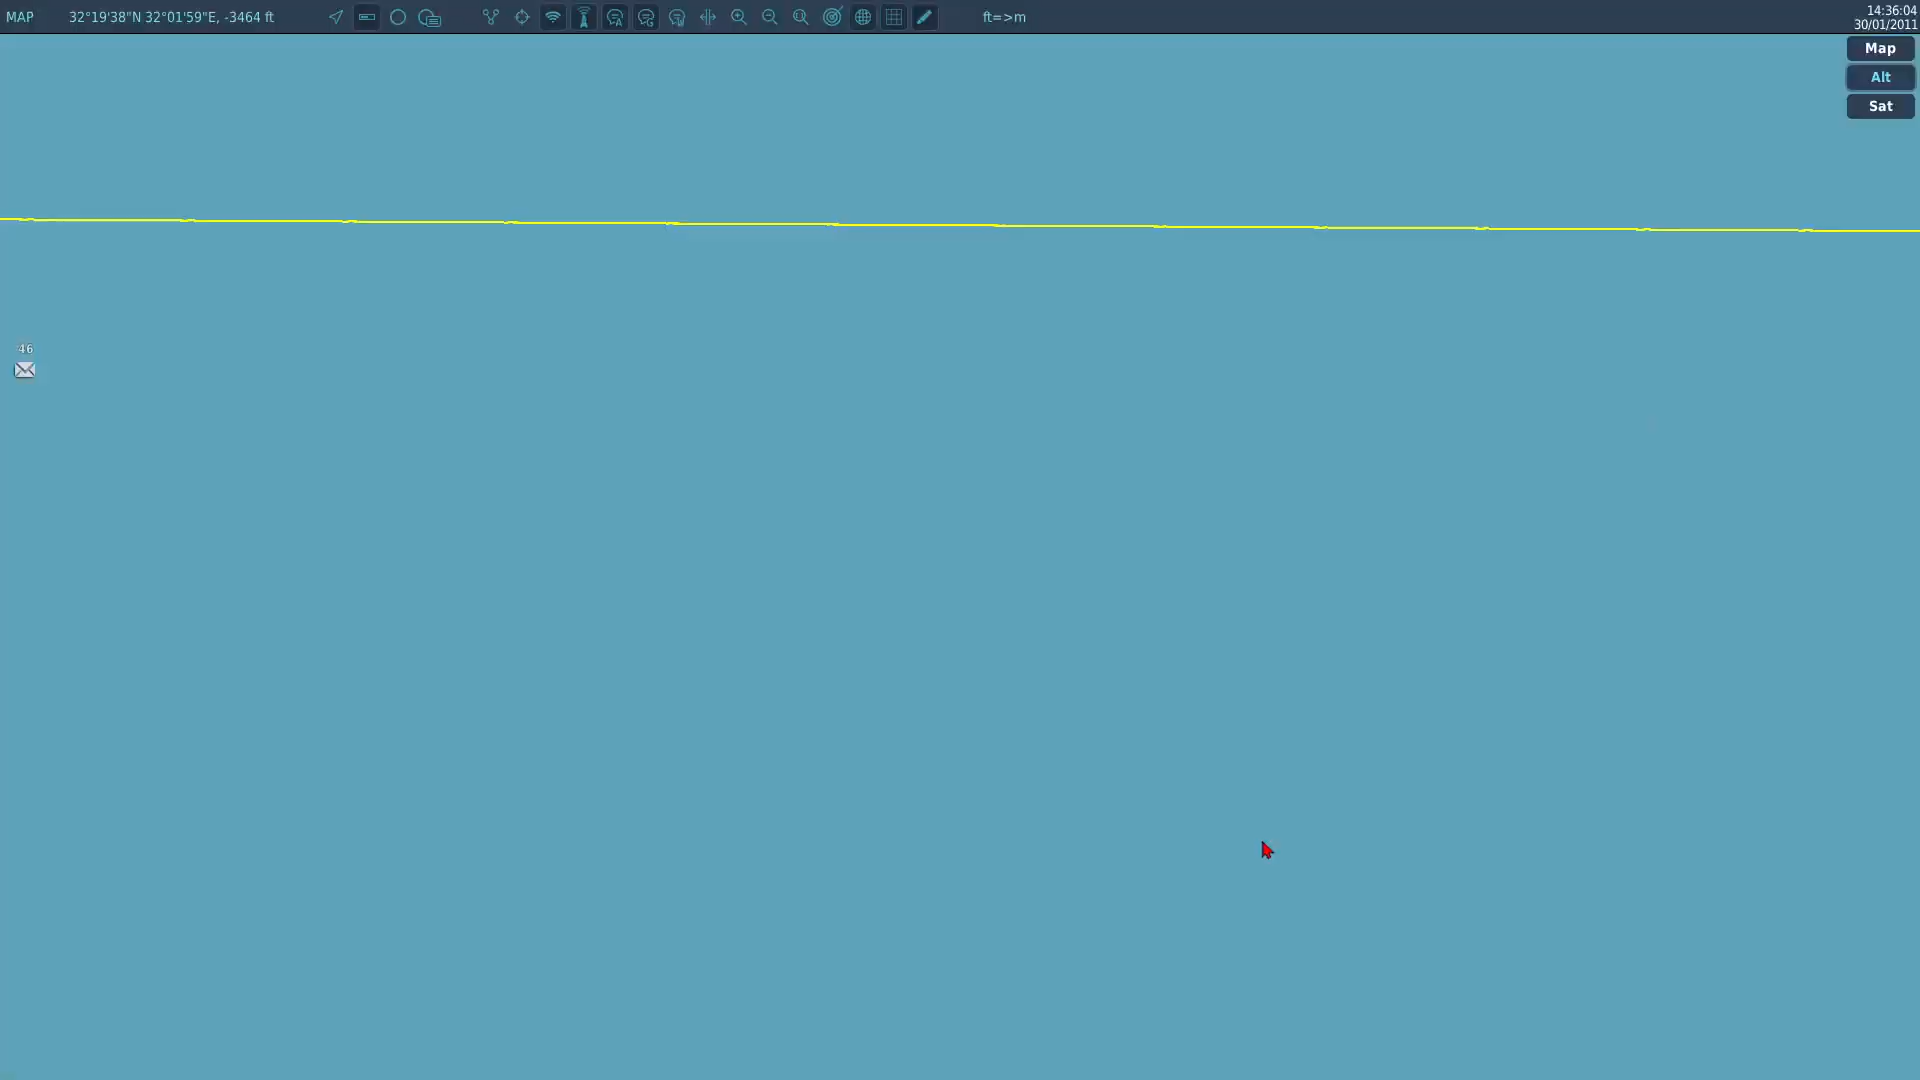 MAP 32°19'38"N 32°01'59"E, -3464 ft ft=>m 14:36:04
30/01/2011
Map
Alt
Sat
46